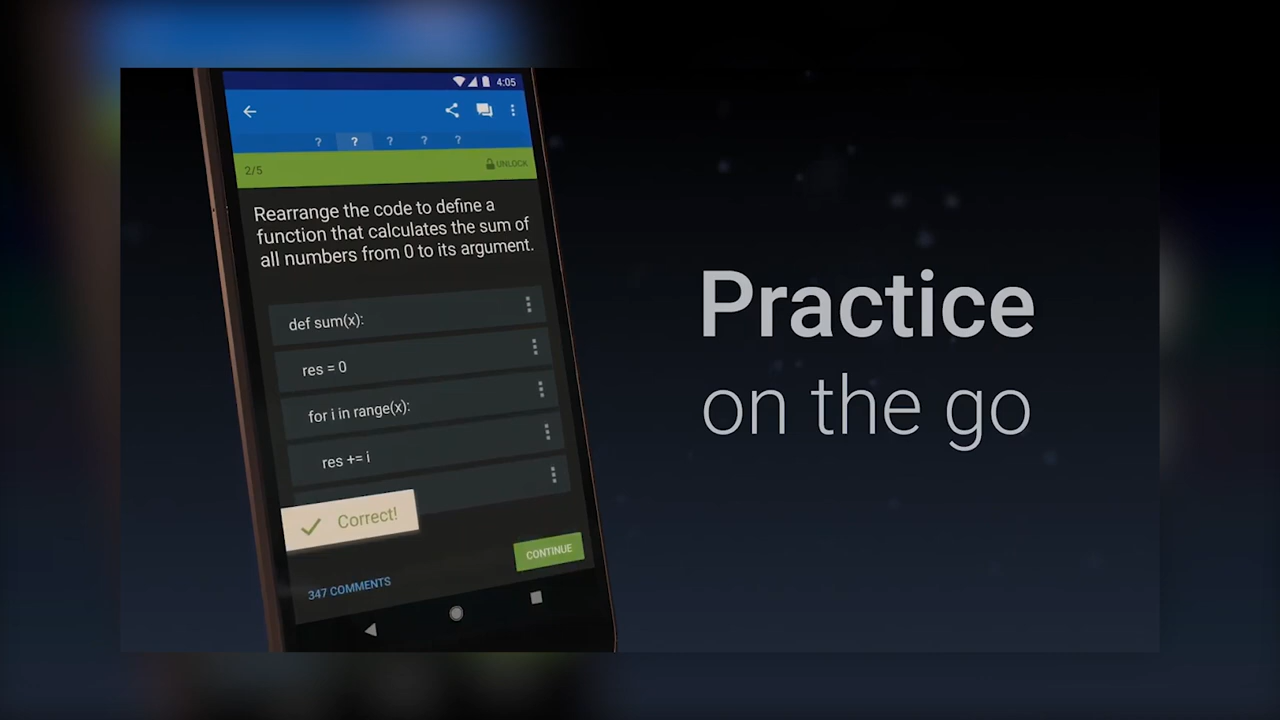 4:05
? ? ? ? ?
2/5 UNLOCK
Rearrange the code to define a
function that calculates the sum of
all numbers from 0 to its argument.
def sum(x):
res = 0
for i in range(x):
res += i
Correct!
CONTINUE
347 COMMENTS
Practice
on the go